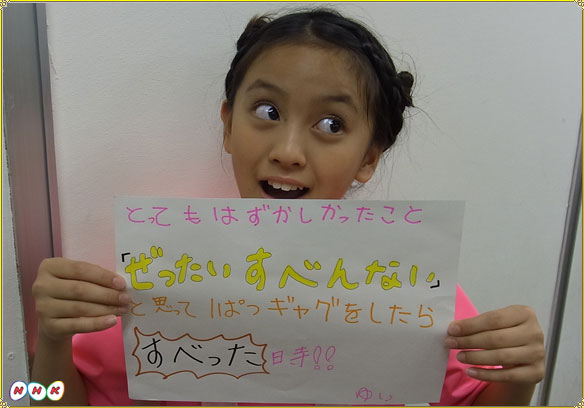 とってもはずかしかったこと
「ぜったいすべんない」
と思って1ぱつギャグをしたら
すべった時!!
ゆい
NHK